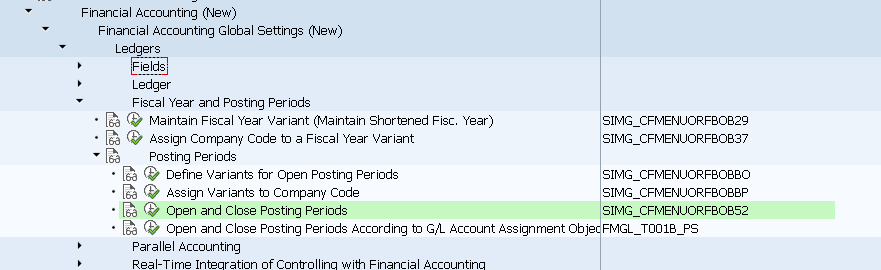 Financial Accounting (New)
Financial Accounting Global Settings (New)
Ledgers
Fields
Ledger
Fiscal Year and Posting Periods
Maintain Fiscal Year Variant (Maintain Shortened Fisc. Year) SIMG_CFMENUORFBOB29
Assign Company Code to a Fiscal Year Variant SIMG_CFMENUORFBOB37
Posting Periods
Define Variants for Open Posting Periods SIMG_CFMENUORFBOBBO
Assign Variants to Company Code SIMG_CFMENUORFBOBBP
Open and Close Posting Periods SIMG_CFMENUORFBOB52
Open and Close Posting Periods According to G/L Account Assignment Objec FMGL_T001B_PS
Parallel Accounting
Real-Time Integration of Controlling with Financial Accounting